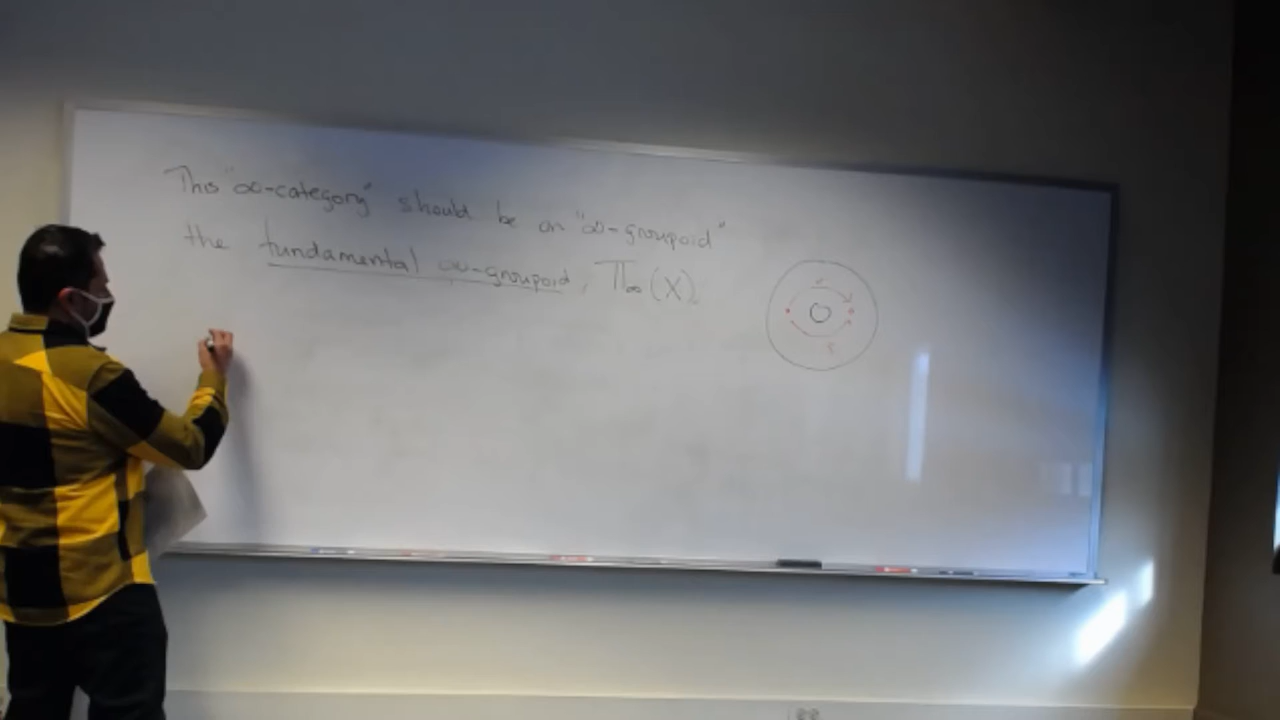 This "∞-category" should be an "∞-groupoid"
the fundamental ∞-groupoid, Π∞(X).